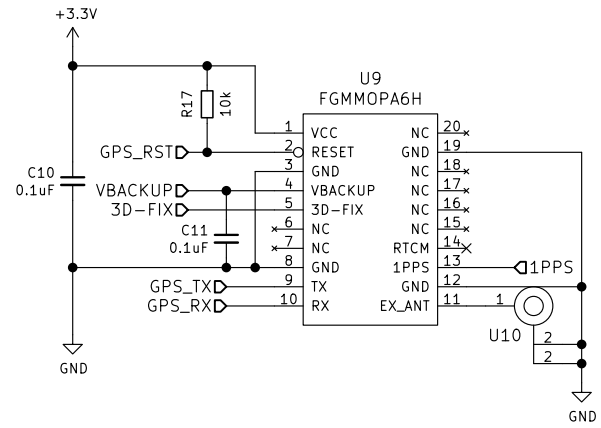 +3.3V
U9
FGMMOPA6H
R17
10k
1 VCC NC 20
GPS_RST 2 RESET GND 19
3 GND NC 18
C10
0.1uF
VBACKUP 4 VBACKUP NC 17
3D-FIX 5 3D-FIX NC 16
C11
0.1uF
6 NC NC 15
7 NC RTCM 14
8 GND 1PPS 13 1PPS
GPS_TX 9 TX GND 12
GPS_RX 10 RX EX_ANT 11 1
U10
2
2
GND
GND